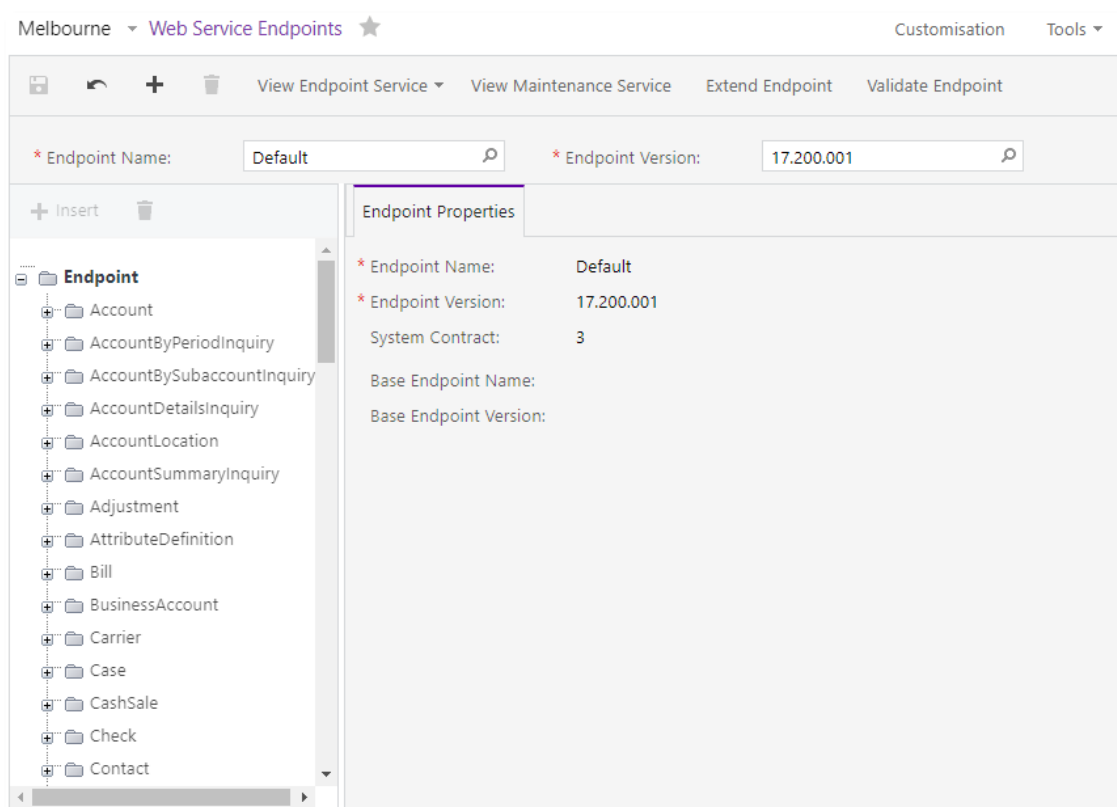 Melbourne Web Service Endpoints Customisation Tools
View Endpoint Service View Maintenance Service Extend Endpoint Validate Endpoint
* Endpoint Name: Default * Endpoint Version: 17.200.001
Insert
Endpoint Properties
Endpoint
Account
AccountByPeriodInquiry
AccountBySubaccountInquiry
AccountDetailsInquiry
AccountLocation
AccountSummaryInquiry
Adjustment
AttributeDefinition
Bill
BusinessAccount
Carrier
Case
CashSale
Check
Contact
* Endpoint Name: Default
* Endpoint Version: 17.200.001
System Contract: 3
Base Endpoint Name:
Base Endpoint Version: